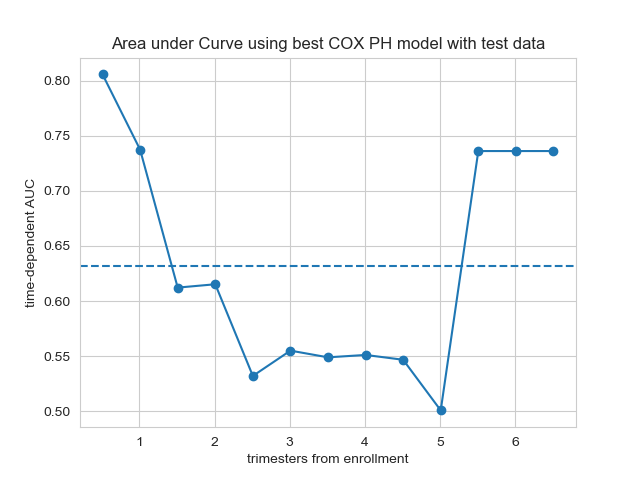 Area under Curve using best COX PH model with test data
time-dependent AUC
0.80
0.75
0.70
0.65
0.60
0.55
0.50
1 2 3 4 5 6
trimesters from enrollment